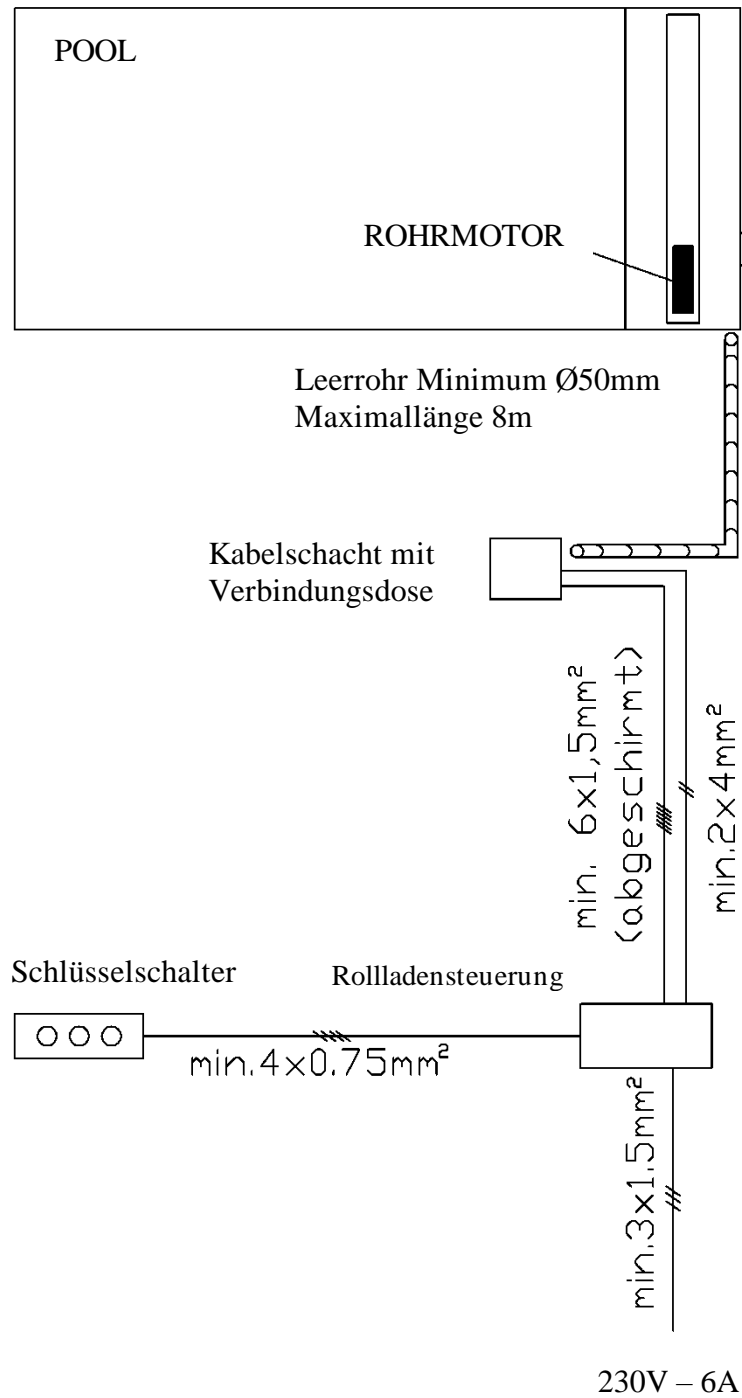 POOL
ROHRMOTOR
Leerrohr Minimum Ø50mm
Maximallänge 8m
Kabelschacht mit
Verbindungsdose
min. 6x1,5mm²
(abgeschirmt)
min.2x4mm²
Schlüsselschalter
Rollladensteuerung
min.4x0.75mm²
min.3x1.5mm²
230V – 6A